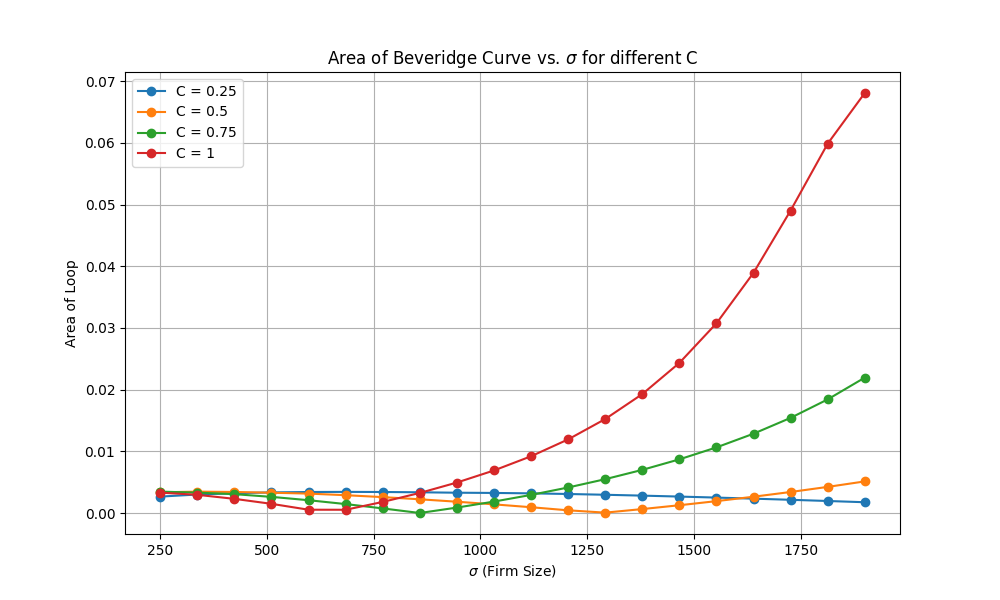 Area of Beveridge Curve vs. σ for different C
C = 0.25
C = 0.5
C = 0.75
C = 1
Area of Loop
0.07
0.06
0.05
0.04
0.03
0.02
0.01
0.00
250 500 750 1000 1250 1500 1750
σ (Firm Size)